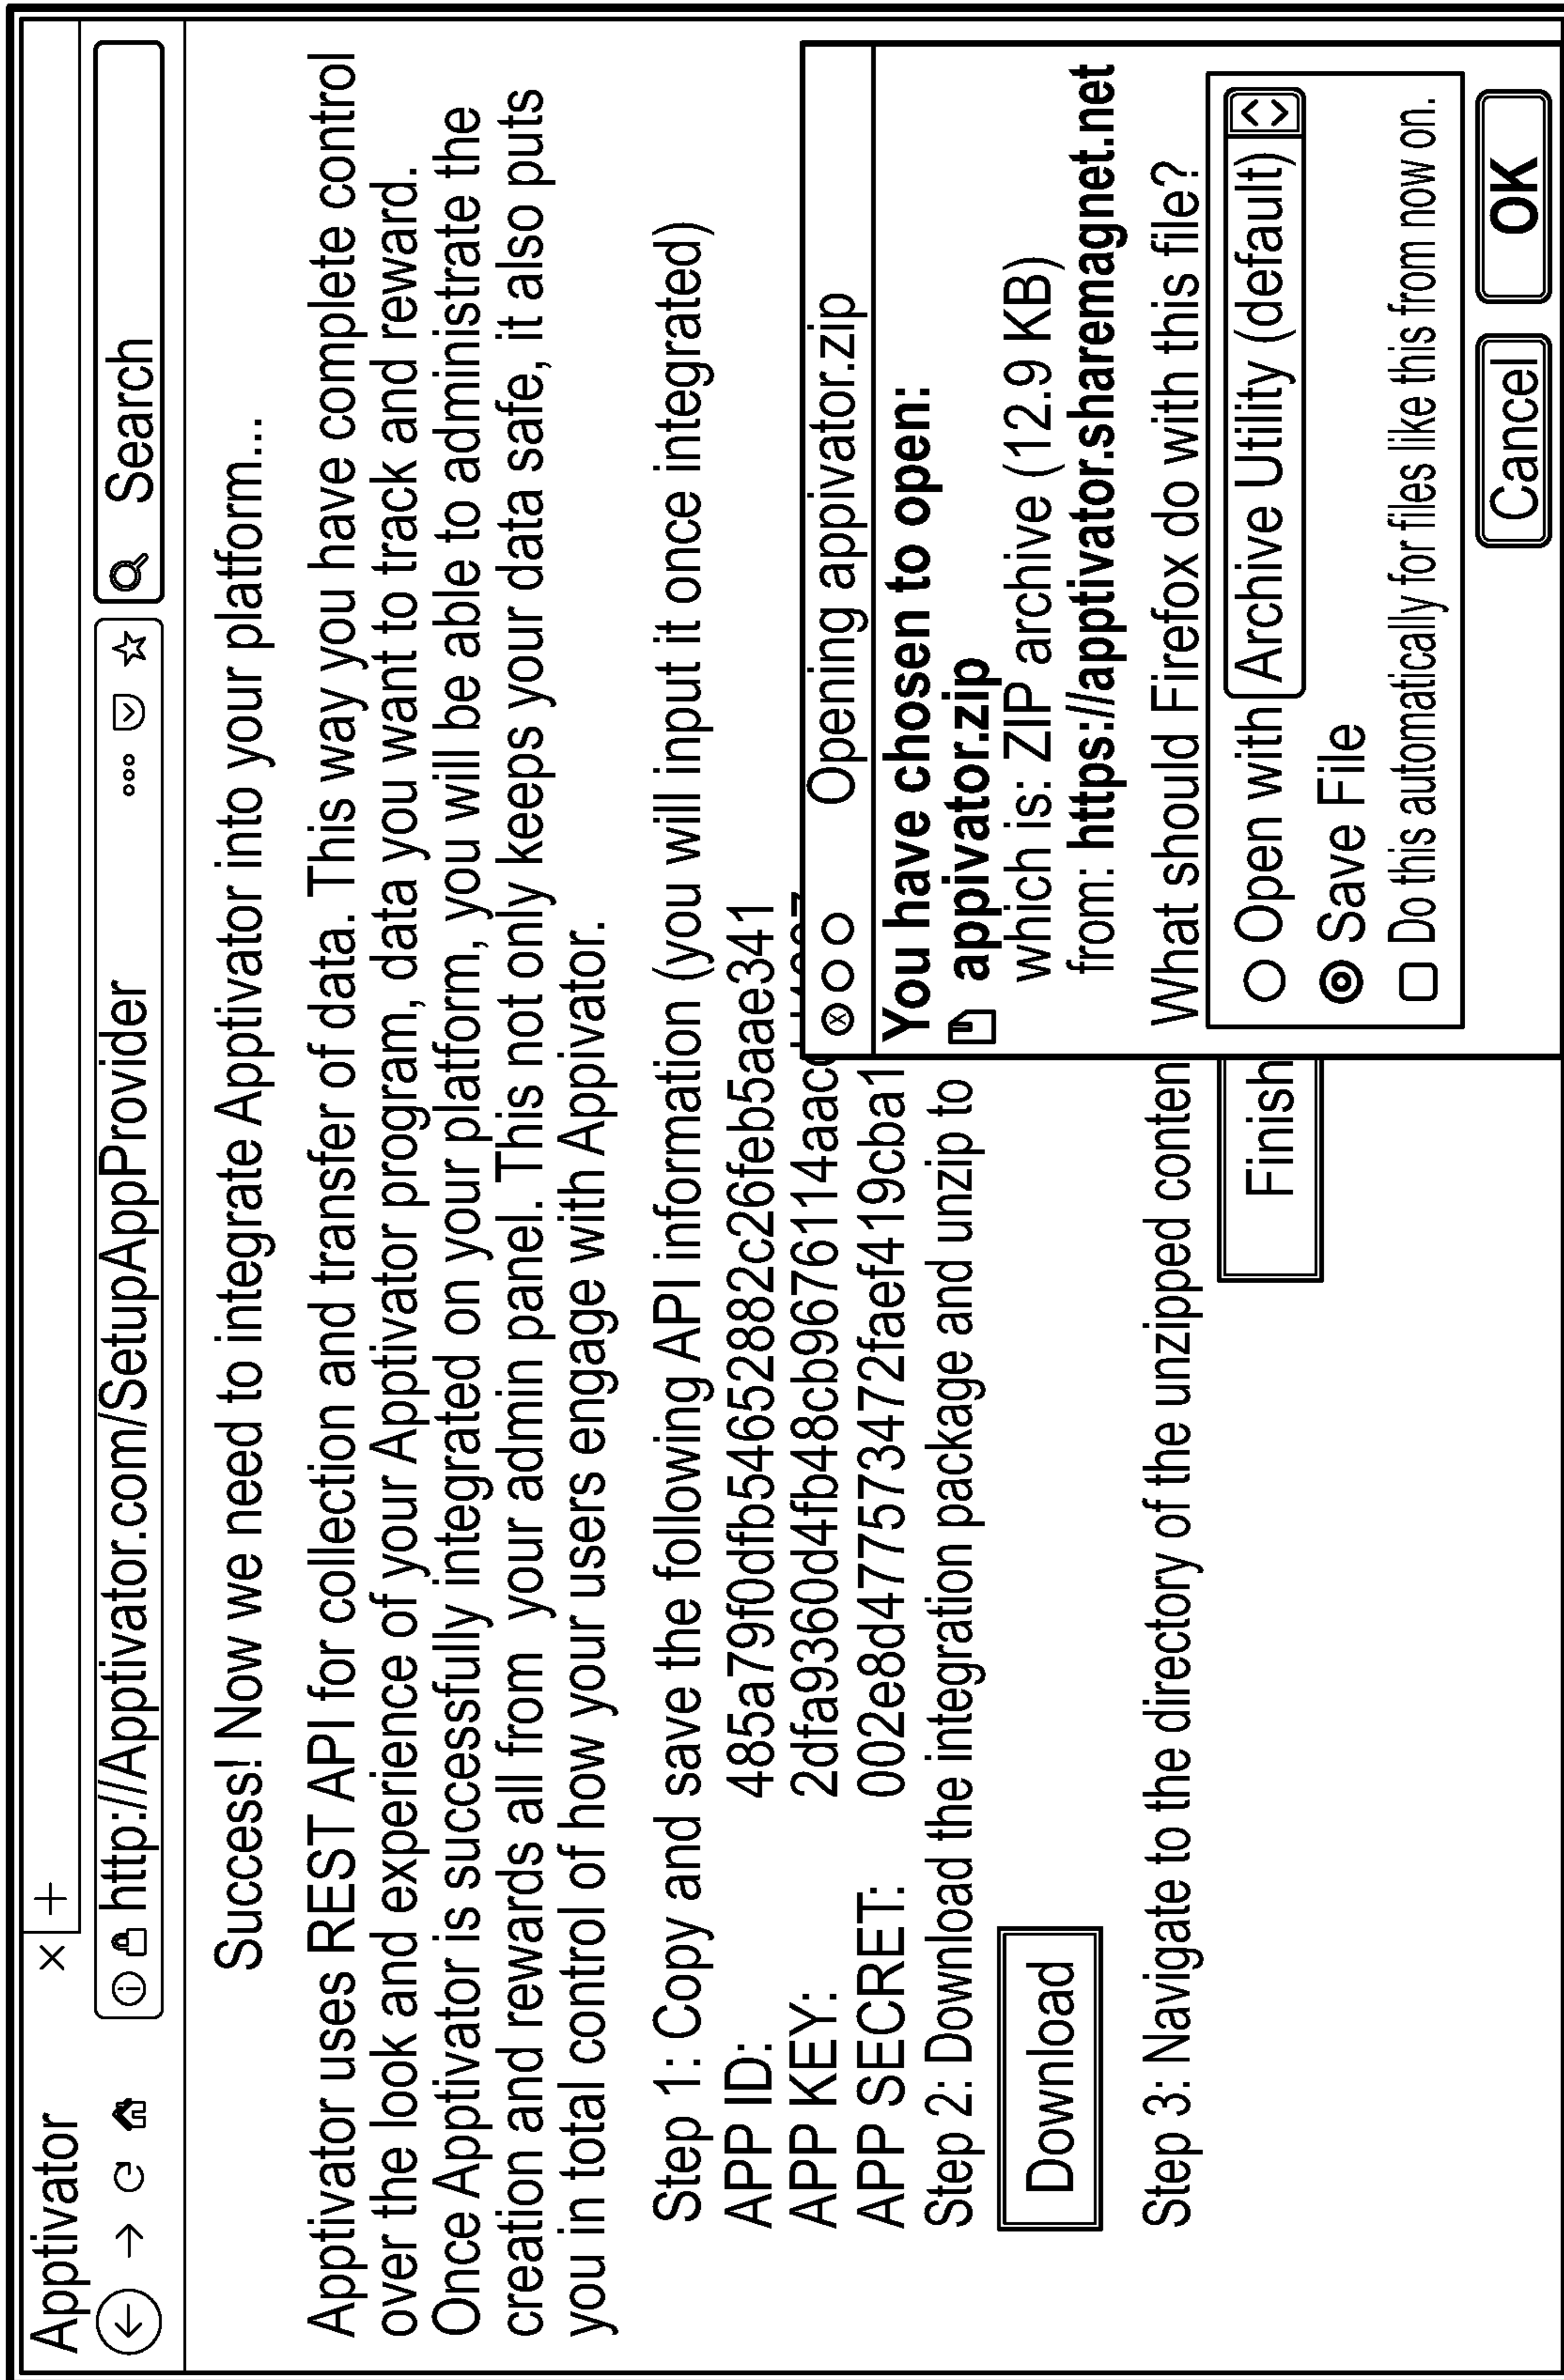 Apptivator
http://Apptivator.com/SetupAppProvider
Search
Success! Now we need to integrate Apptivator into your platform...
Apptivator uses REST API for collection and transfer of data. This way you have complete control
over the look and experience of your Apptivator program, data you want to track and reward.
Once Apptivator is successfully integrated on your platform, you will be able to administrate the
creation and rewards all from your admin panel. This not only keeps your data safe, it also puts
you in total control of how your users engage with Appivator.
Step 1: Copy and save the following API information (you will input it once integrated)
APP ID: 485a79f0dfb54652882c26feb5aae341
APP KEY: 2dfa9360d4fb48cb9676114aac
APP SECRET: 002e8d4775773472faef419cba1
Step 2: Download the integration package and unzip to
Download
Step 3: Navigate to the directory of the unzipped conten
Finish
Opening appivator.zip
You have chosen to open:
appivator.zip
which is: ZIP archive (12.9 KB)
from: https://apptivator.sharemagnet.net
What should Firefox do with this file?
Open with Archive Utility (default)
Save File
Do this automatically for files like this from now on.
Cancel OK